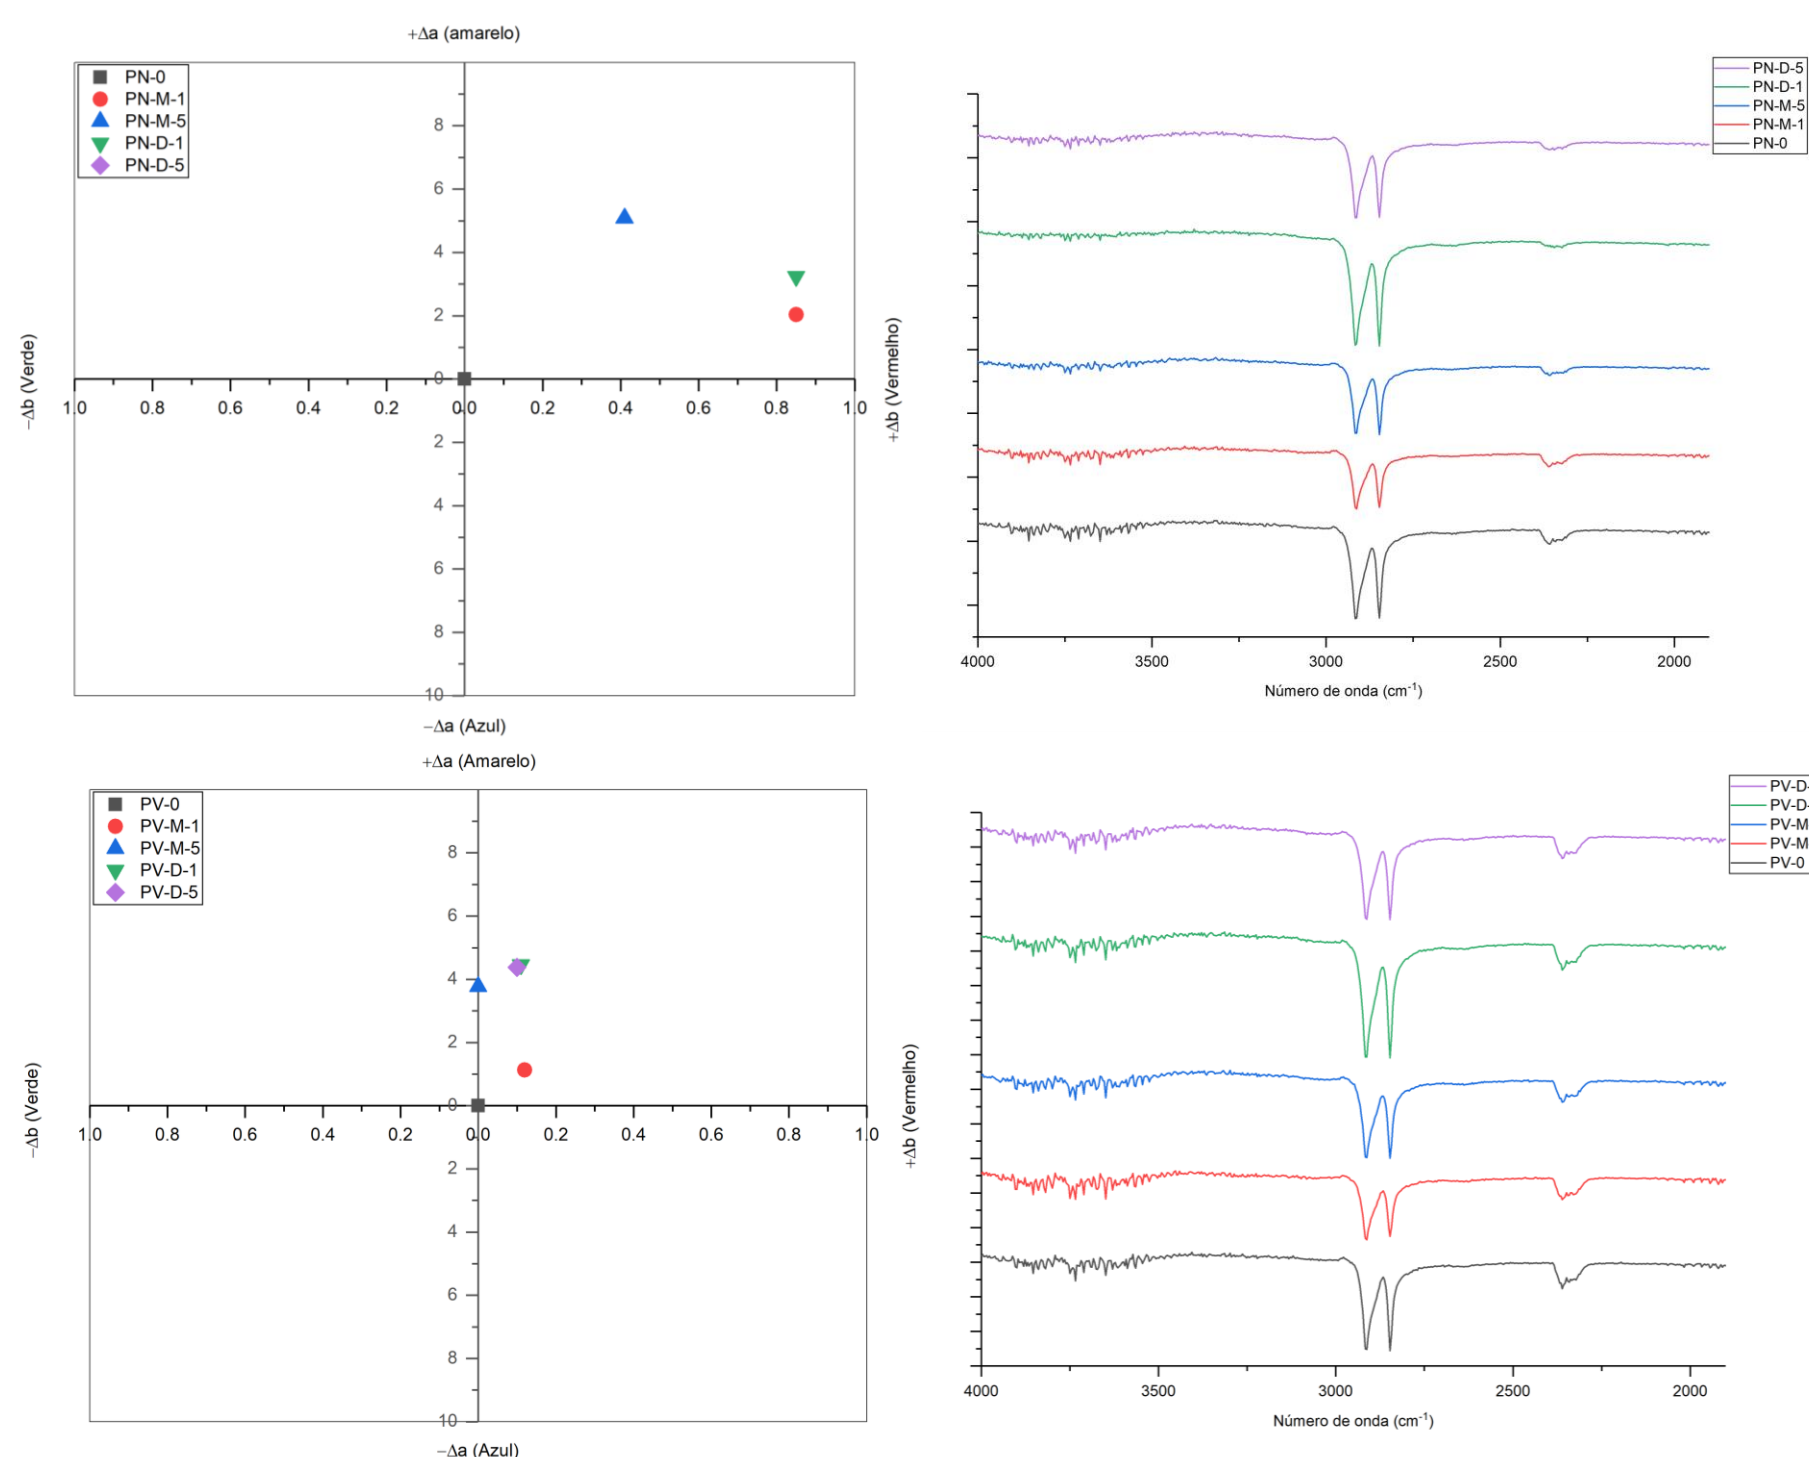 +Δa (amarelo)
PN-0
PN-M-1
PN-M-5
PN-D-1
PN-D-5
8
6
4
2
0
1.0 0.8 0.6 0.4 0.2 0.0 0.2 0.4 0.6 0.8 1.0
2
4
6
8
10
−Δb (Verde)
+Δb (Vermelho)
−Δa (Azul)
PN-D-5
PN-D-1
PN-M-5
PN-M-1
PN-0
4000 3500 3000 2500 2000
Número de onda (cm⁻¹)
+Δa (Amarelo)
PV-0
PV-M-1
PV-M-5
PV-D-1
PV-D-5
8
6
4
2
0
1.0 0.8 0.6 0.4 0.2 0.0 0.2 0.4 0.6 0.8 1.0
2
4
6
8
10
−Δb (Verde)
+Δb (Vermelho)
−Δa (Azul)
PV-D-
PV-D-
PV-M
PV-M
PV-0
4000 3500 3000 2500 2000
Número de onda (cm⁻¹)